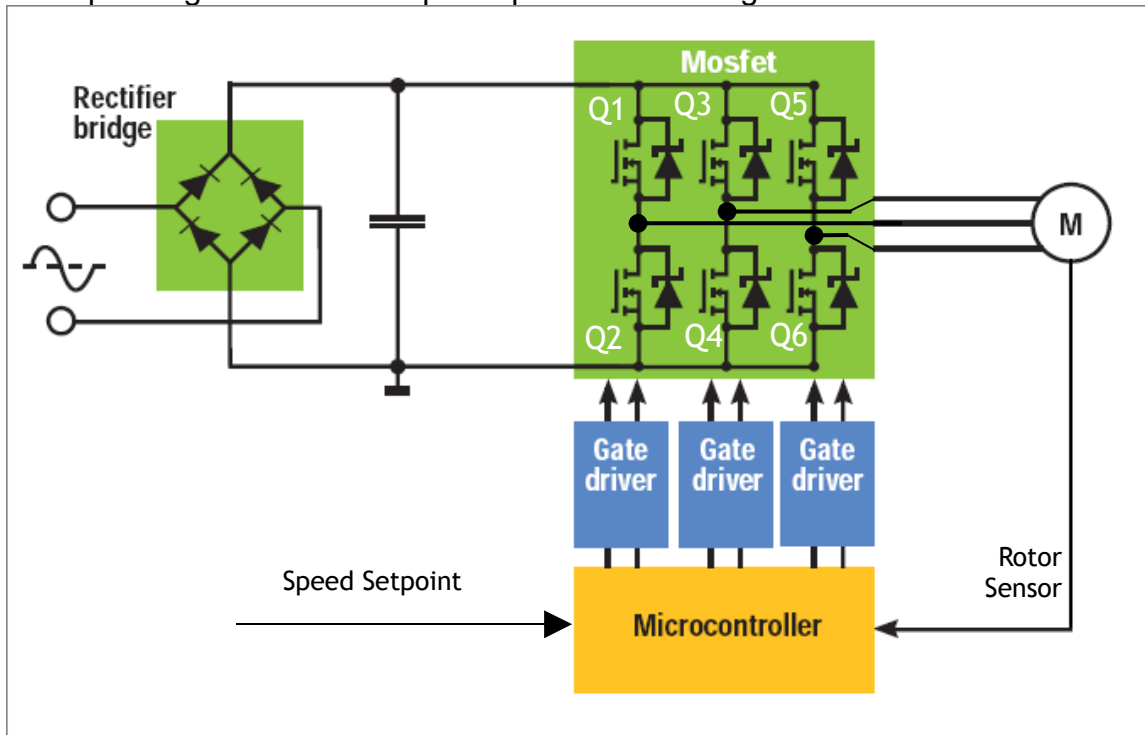 Rectifier
bridge
Mosfet
Q1
Q3
Q5
Q2
Q4
Q6
M
Gate
driver
Gate
driver
Gate
driver
Speed Setpoint
Microcontroller
Rotor
Sensor